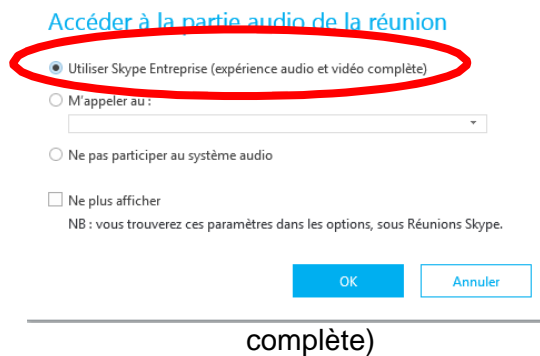 Accéder à la partie audio de la réunion
Utiliser Skype Entreprise (expérience audio et vidéo complète)
M'appeler au :
Ne pas participer au système audio
Ne plus afficher
NB : vous trouverez ces paramètres dans les options, sous Réunions Skype.
OK Annuler
complète)